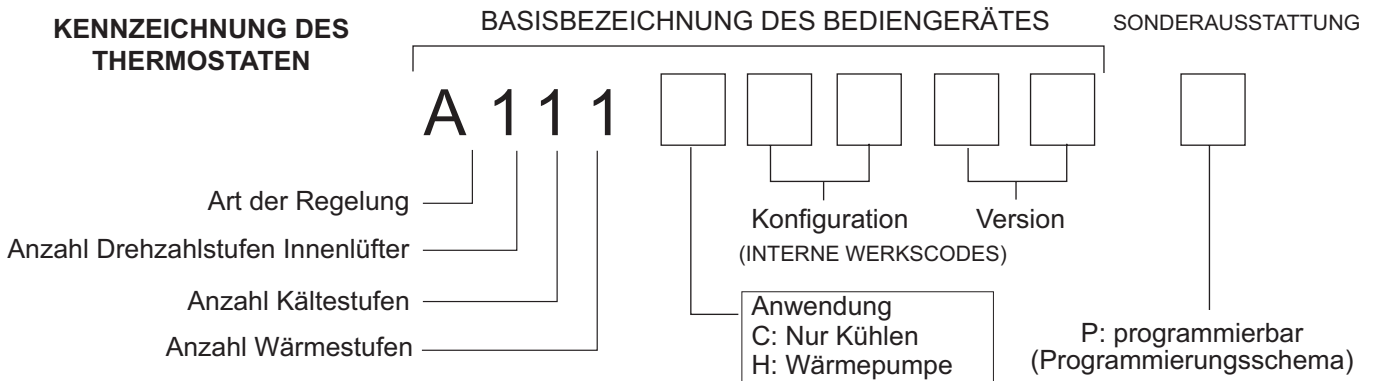 KENNZEICHNUNG DES
THERMOSTATEN
BASISBEZEICHNUNG DES BEDIENGERÄTES
SONDERAUSSTATTUNG
A 1 1 1
Art der Regelung
Anzahl Drehzahlstufen Innenlüfter
Anzahl Kältestufen
Anzahl Wärmestufen
Konfiguration
(INTERNE WERKSCODES)
Version
Anwendung
C: Nur Kühlen
H: Wärmepumpe
P: programmierbar
(Programmierungsschema)